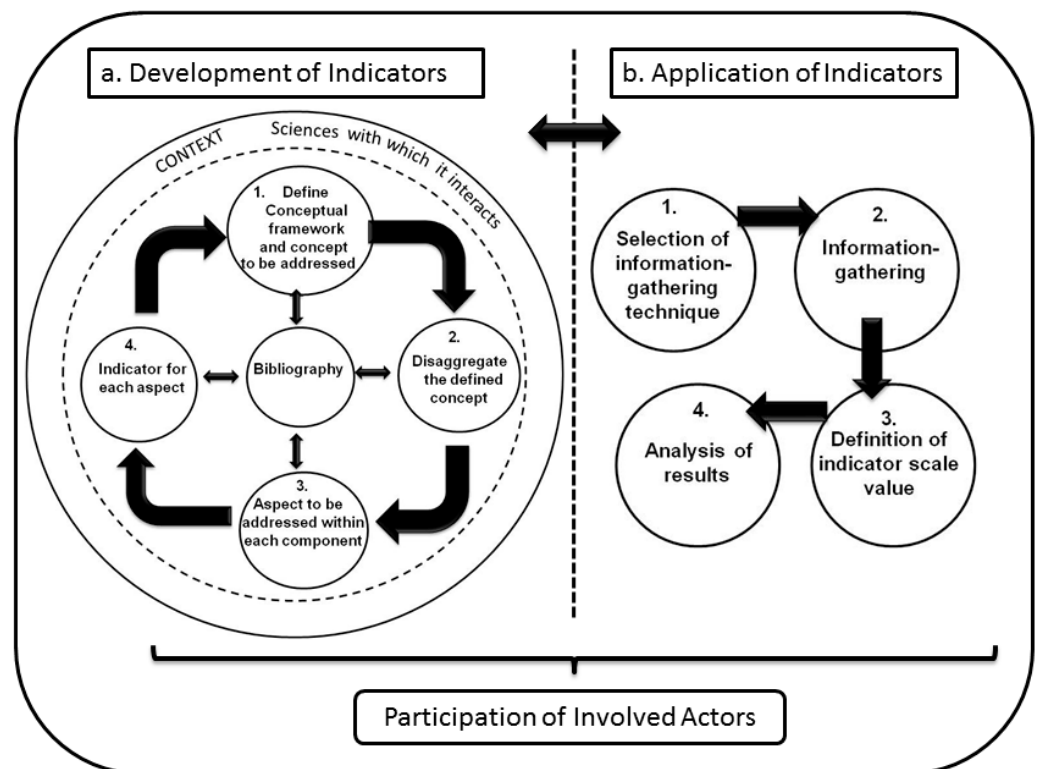 a. Development of Indicators
CONTEXT
Sciences with which it interacts
1. Define
Conceptual
framework
and concept
to be addressed
2.
Disaggregate
the defined
concept
3.
Aspect to be
addressed within
each component
4.
Indicator for
each aspect
Bibliography
b. Application of Indicators
1.
Selection of
information-
gathering
technique
2.
Information-
gathering
3.
Definition of
indicator scale
value
4.
Analysis of
results
Participation of Involved Actors